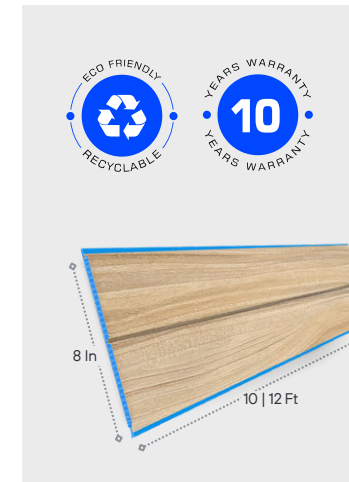 ECO FRIENDLY
RECYCLABLE
YEARS WARRANTY
10
YEARS WARRANTY
8 In
10 | 12 Ft